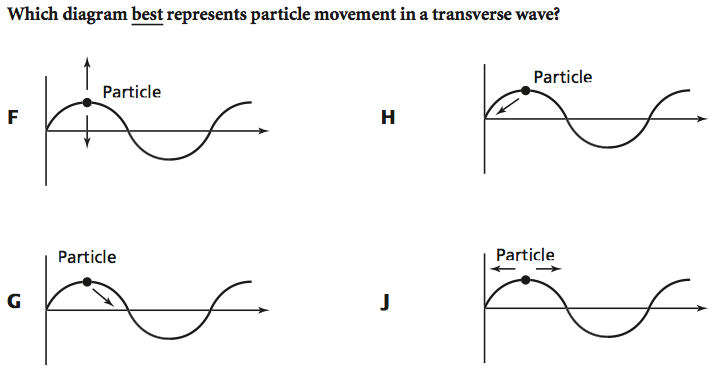 Which diagram best represents particle movement in a transverse wave?
F
Particle
H
Particle
G
Particle
J
Particle